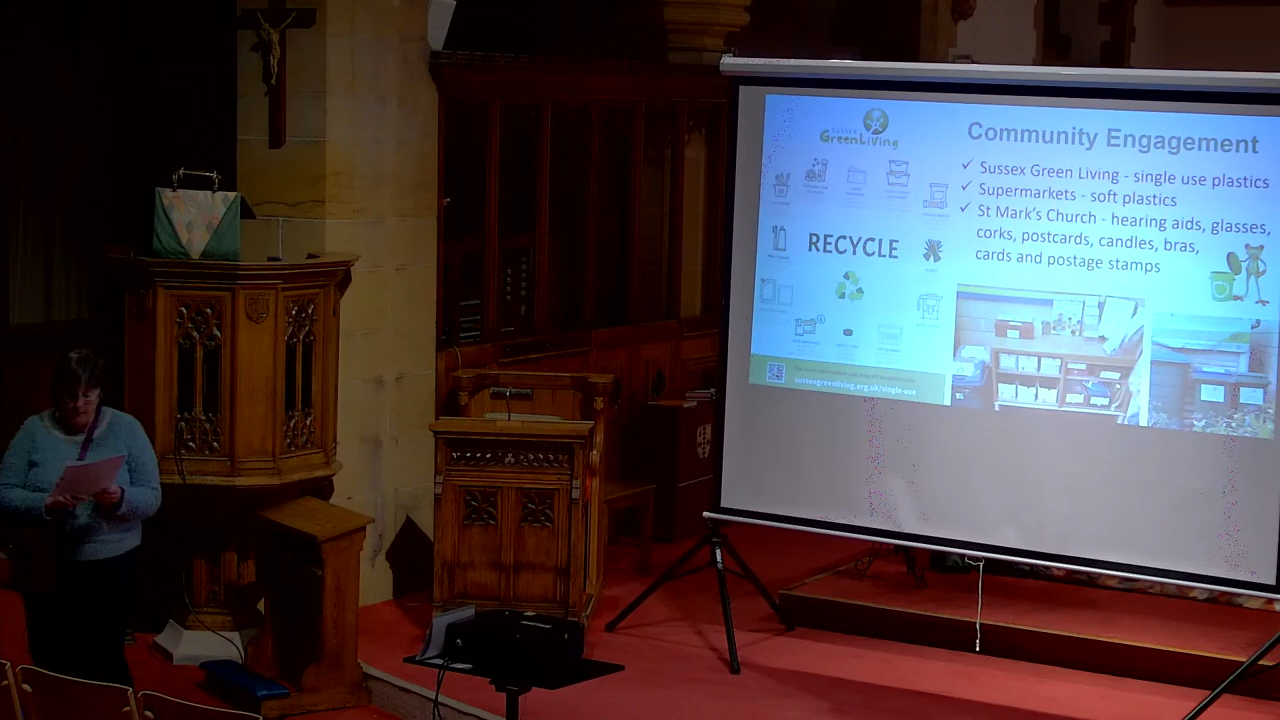 SUSSEX
GreenLiving
RECYCLE
sussexgreenliving.org.uk/single-use
Community Engagement
✓ Sussex Green Living - single use plastics
✓ Supermarkets - soft plastics
✓ St Mark's Church - hearing aids, glasses,
corks, postcards, candles, bras,
cards and postage stamps